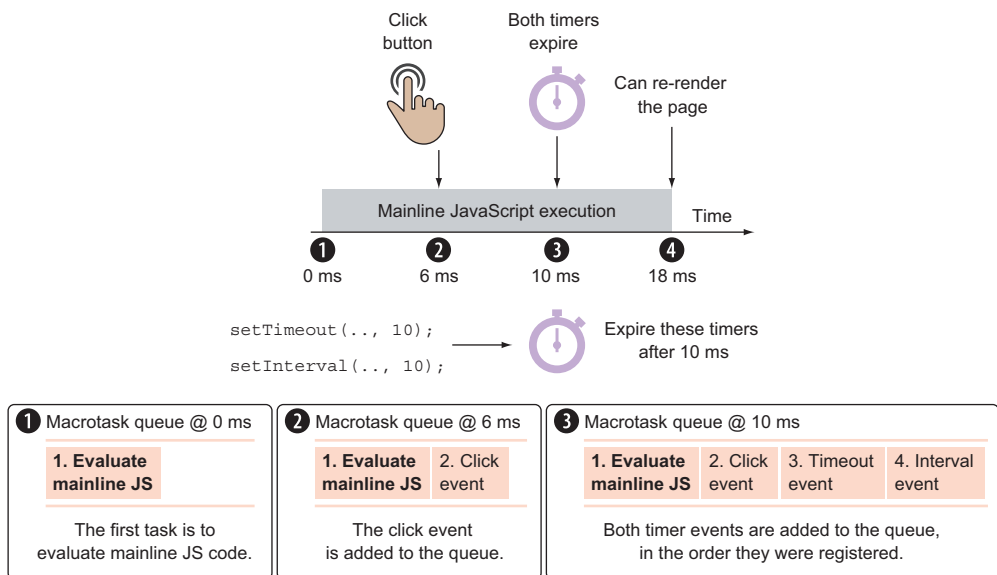 Click
button
Both timers
expire
Can re-render
the page
Mainline JavaScript execution
Time
1
2
3
4
0 ms
6 ms
10 ms
18 ms
setTimeout(.., 10);
setInterval(.., 10);
Expire these timers
after 10 ms
1 Macrotask queue @ 0 ms
1. Evaluate
mainline JS
The first task is to
evaluate mainline JS code.
2 Macrotask queue @ 6 ms
1. Evaluate
mainline JS
2. Click
event
The click event
is added to the queue.
3 Macrotask queue @ 10 ms
1. Evaluate
mainline JS
2. Click
event
3. Timeout
event
4. Interval
event
Both timer events are added to the queue,
in the order they were registered.